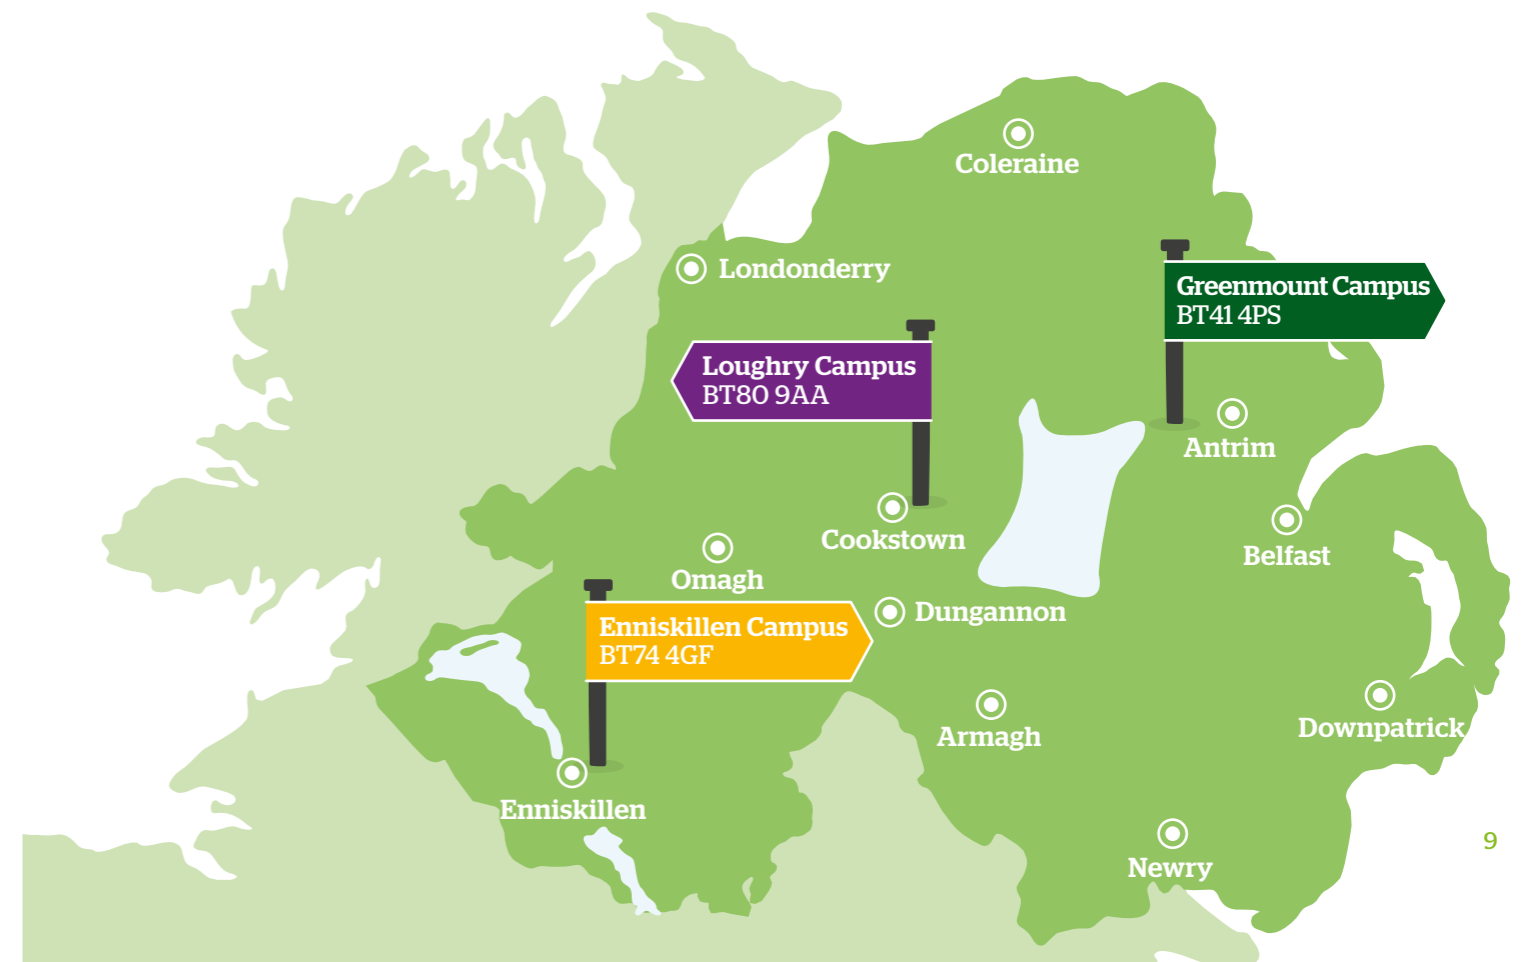 Coleraine
Londonderry
Greenmount Campus
BT41 4PS
Loughry Campus
BT80 9AA
Antrim
Cookstown
Belfast
Omagh
Dungannon
Enniskillen Campus
BT74 4GF
Armagh
Downpatrick
Enniskillen
Newry
9